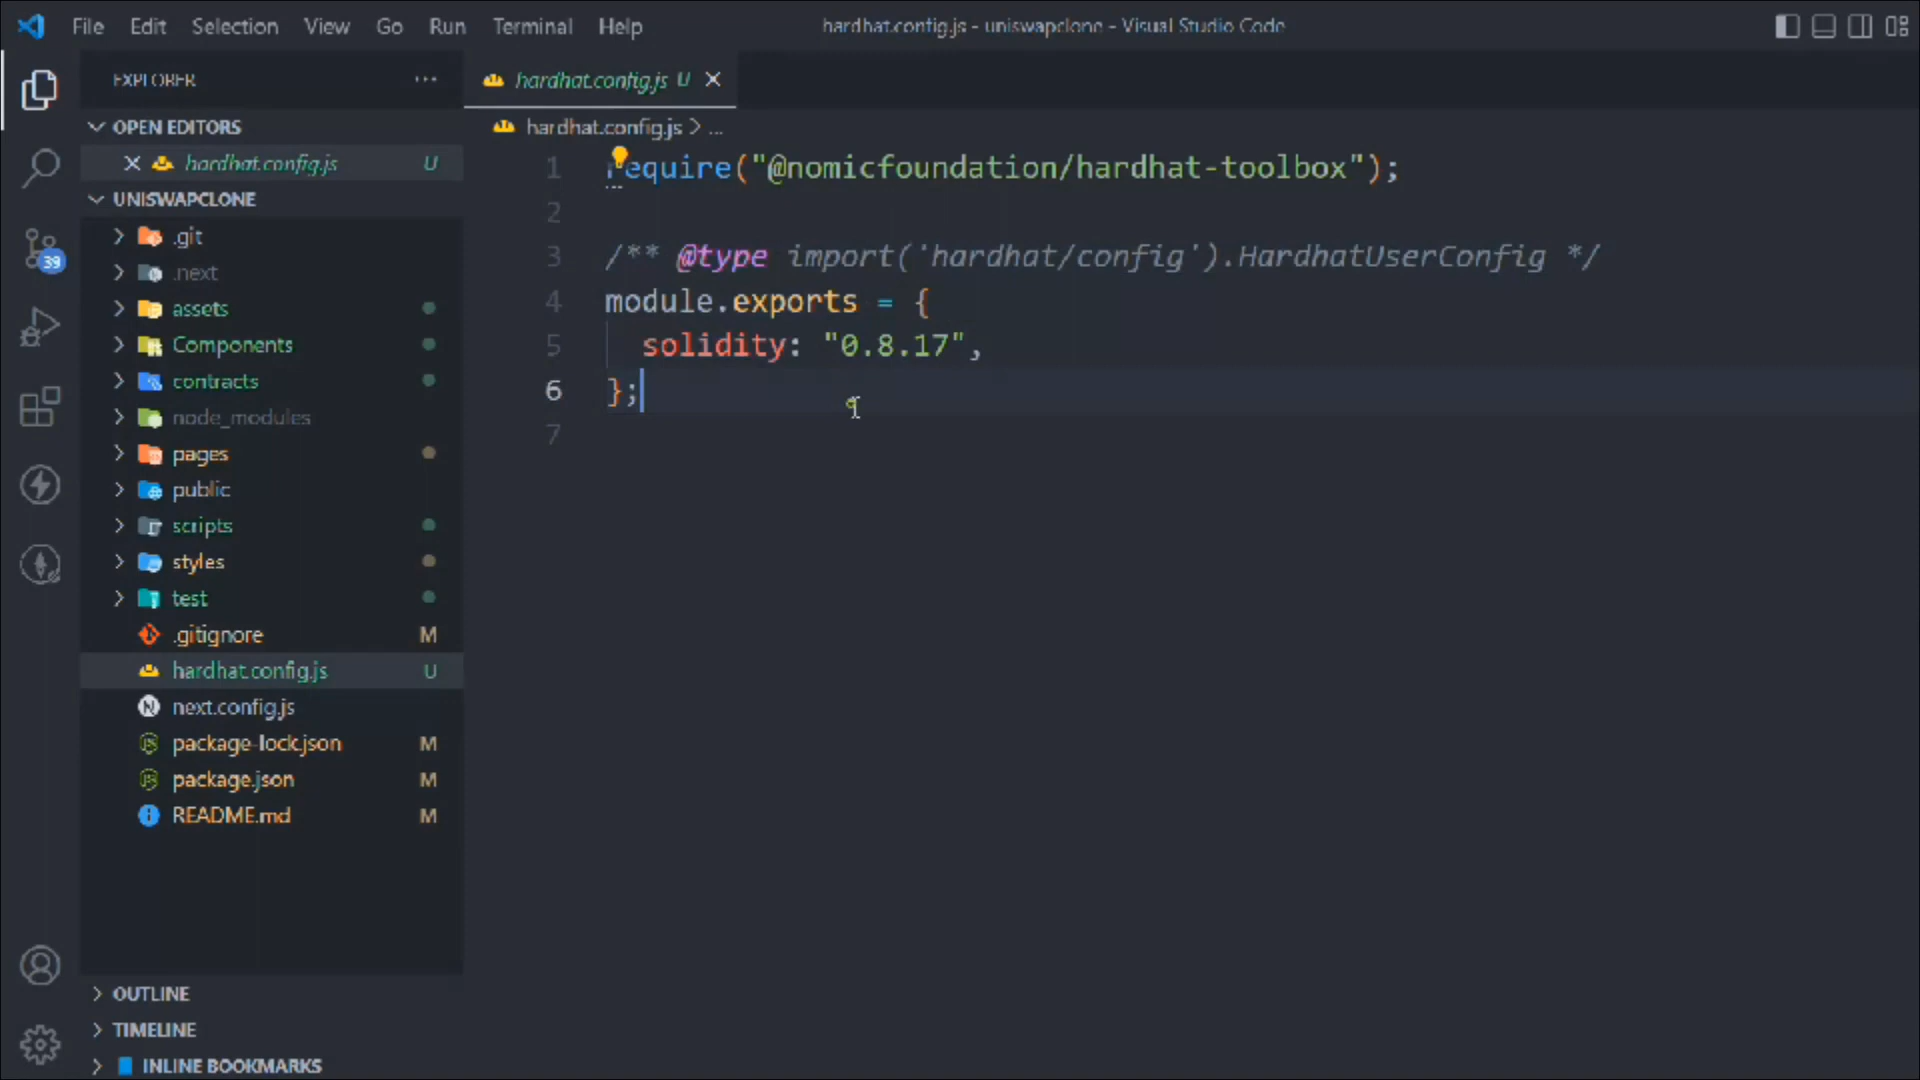 File Edit Selection View Go Run Terminal Help
hardhat.config.js - uniswapclone - Visual Studio Code
EXPLORER ...
hardhat.config.js U
OPEN EDITORS
hardhat.config.js U
UNISWAPCLONE
.git
.next
assets
Components
contracts
node_modules
pages
public
scripts
styles
test
.gitignore M
hardhat.config.js U
next.config.js
package-lock.json M
package.json M
README.md M
OUTLINE
TIMELINE
INLINE BOOKMARKS
39
hardhat.config.js > ...
1 require("@nomicfoundation/hardhat-toolbox");
2
3 /** @type import('hardhat/config').HardhatUserConfig */
4 module.exports = {
5 solidity: "0.8.17",
6 };
7